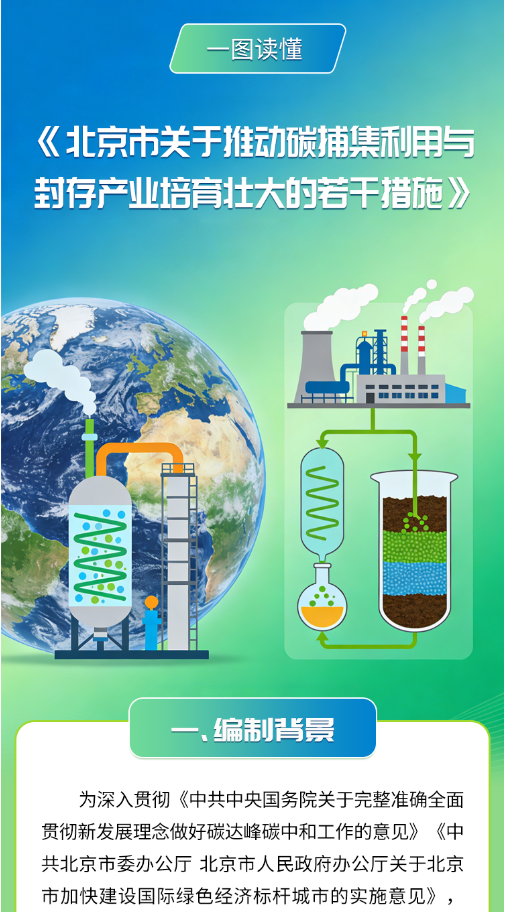 一图读懂
《北京市关于推动碳捕集利用与
封存产业培育壮大的若干措施》
一、编制背景
为深入贯彻《中共中央国务院关于完整准确全面
贯彻新发展理念做好碳达峰碳中和工作的意见》《中
共北京市委办公厅 北京市人民政府办公厅关于北京
市加快建设国际绿色经济标杆城市的实施意见》，